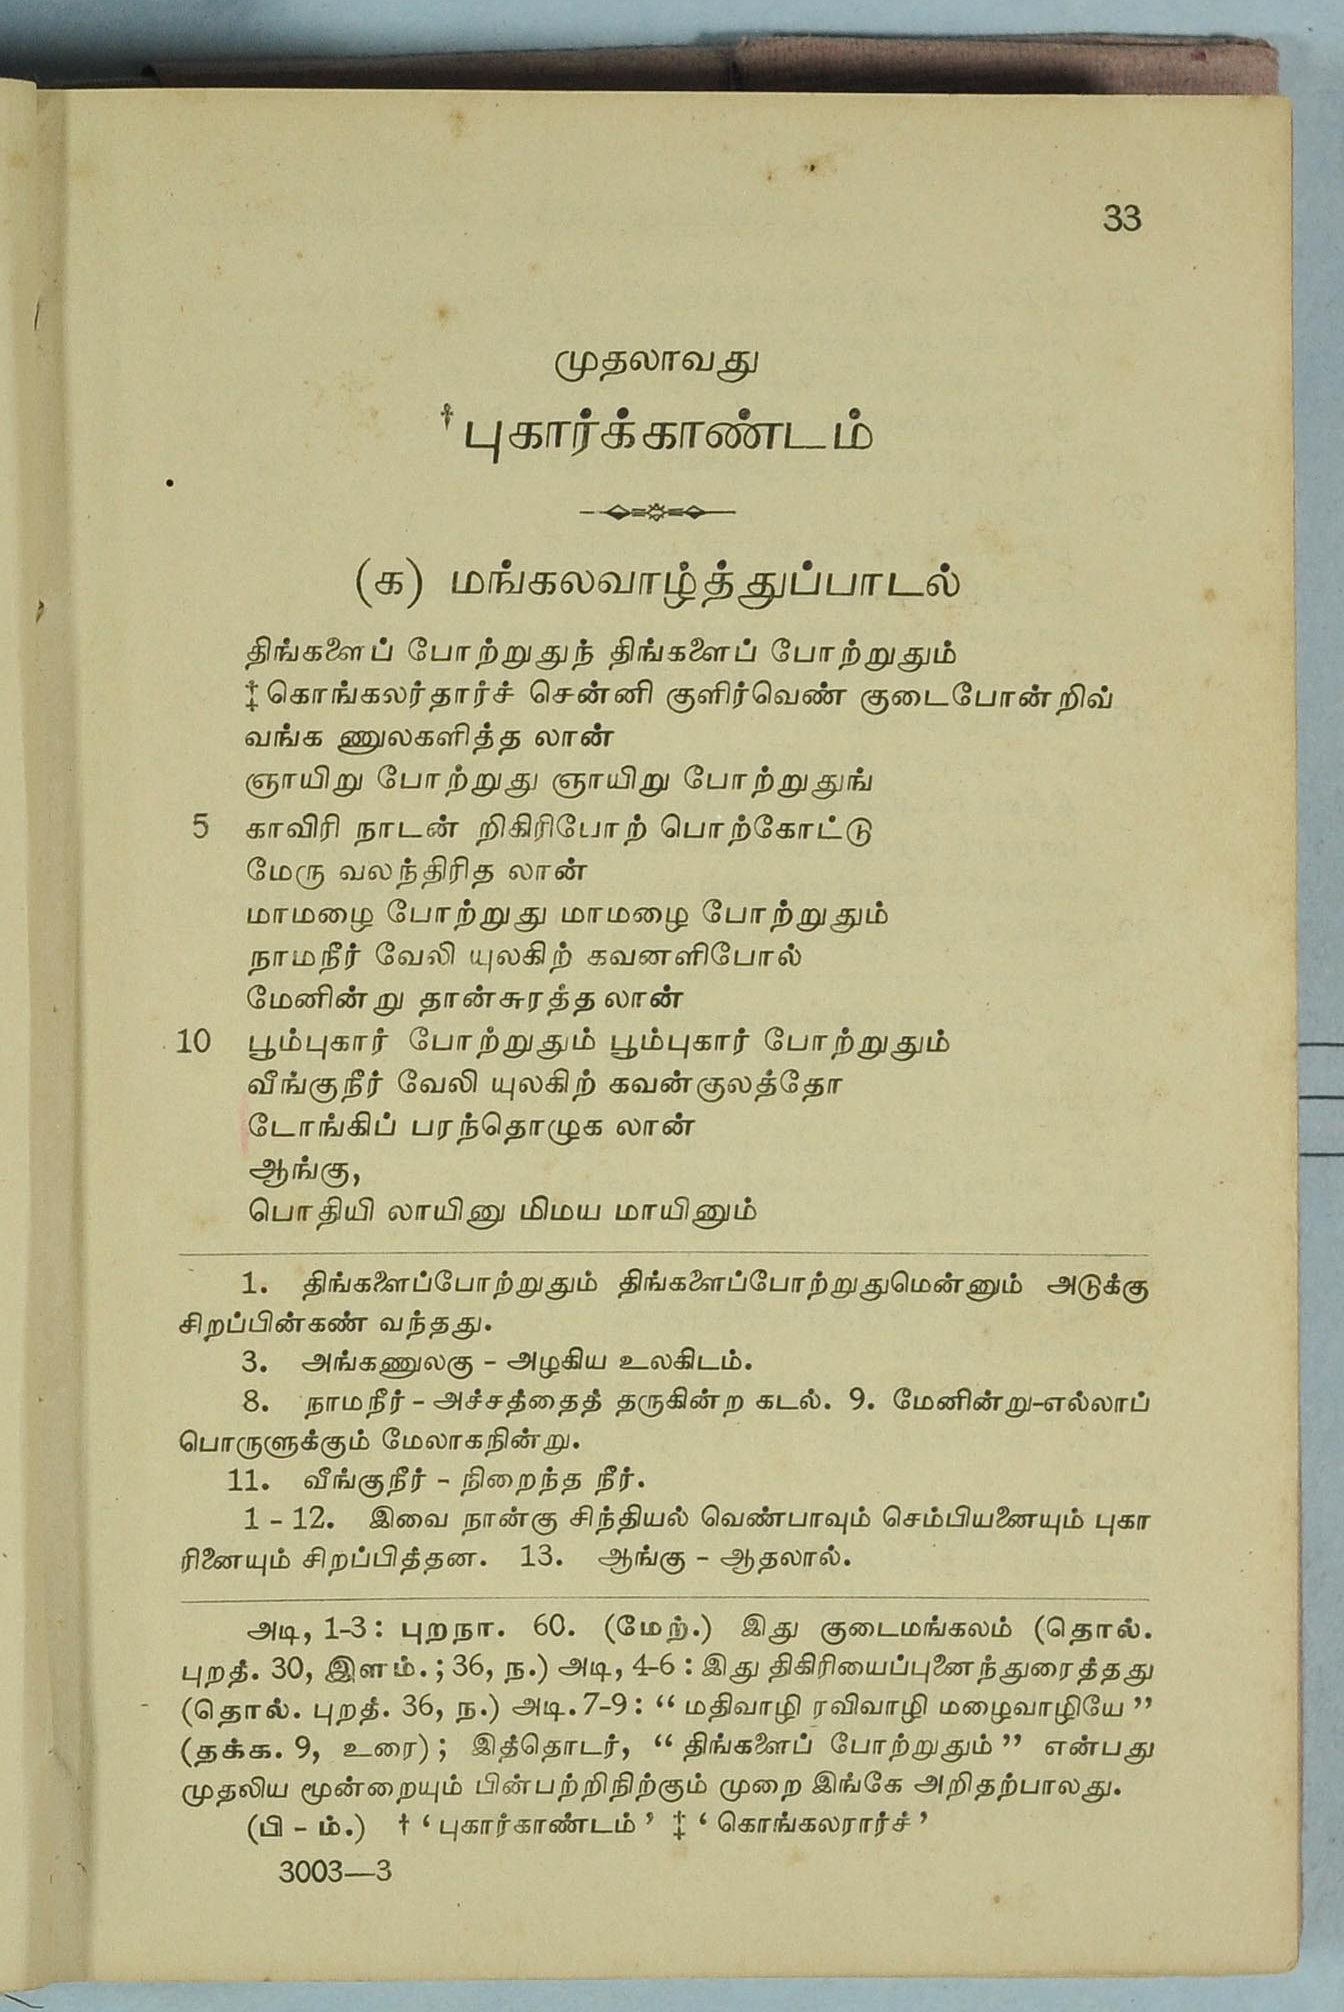 33
முதலாவது
†புகார்க்காண்டம்
(க) மங்கலவாழ்த்துப்பாடல்
திங்களைப் போற்றுதுந் திங்களைப் போற்றுதும்
‡கொங்கலர்தார்ச் சென்னி குளிர்வெண் குடைபோன்றிவ்
வங்க ணுலகளித்த லான்
ஞாயிறு போற்றுது ஞாயிறு போற்றுதுங்
5 காவிரி நாடன் றிகிரிபோற் பொற்கோட்டு
மேரு வலந்திரித லான்
மாமழை போற்றுது மாமழை போற்றுதும்
நாமநீர் வேலி யுலகிற் கவனளிபோல்
மேனின்று தான்சுரத்த லான்
10 பூம்புகார் போற்றுதும் பூம்புகார் போற்றுதும்
வீங்குநீர் வேலி யுலகிற் கவன்குலத்தோ
டோங்கிப் பரந்தொழுக லான்
ஆங்கு,
பொதியி லாயினு மிமய மாயினும்
1. திங்களைப்போற்றுதும் திங்களைப்போற்றுதுமென்னும் அடுக்கு
சிறப்பின்கண் வந்தது.
3. அங்கணுலகு - அழகிய உலகிடம்.
8. நாமநீர் - அச்சத்தைத் தருகின்ற கடல். 9. மேனின்று-எல்லாப்
பொருளுக்கும் மேலாகநின்று.
11. வீங்குநீர் - நிறைந்த நீர்.
1 - 12. இவை நான்கு சிந்தியல் வெண்பாவும் செம்பியனையும் புகா
ரினையும் சிறப்பித்தன. 13. ஆங்கு - ஆதலால்.
அடி, 1-3: புறநா. 60. (மேற்.) இது குடைமங்கலம் (தொல்.
புறத். 30, இளம்.; 36, ந.) அடி, 4-6: இது திகிரியைப்புனைந்துரைத்தது
(தொல். புறத். 36, ந.) அடி. 7-9: “ மதிவாழி ரவிவாழி மழைவாழியே ”
(தக்க. 9, உரை); இத்தொடர், “ திங்களைப் போற்றுதும் ” என்பது
முதலிய மூன்றையும் பின்பற்றிநிற்கும் முறை இங்கே அறிதற்பாலது.
(பி - ம்.) † ‘ புகார்காண்டம் ’ ‡ ‘ கொங்கலரார்ச் ’
3003—3